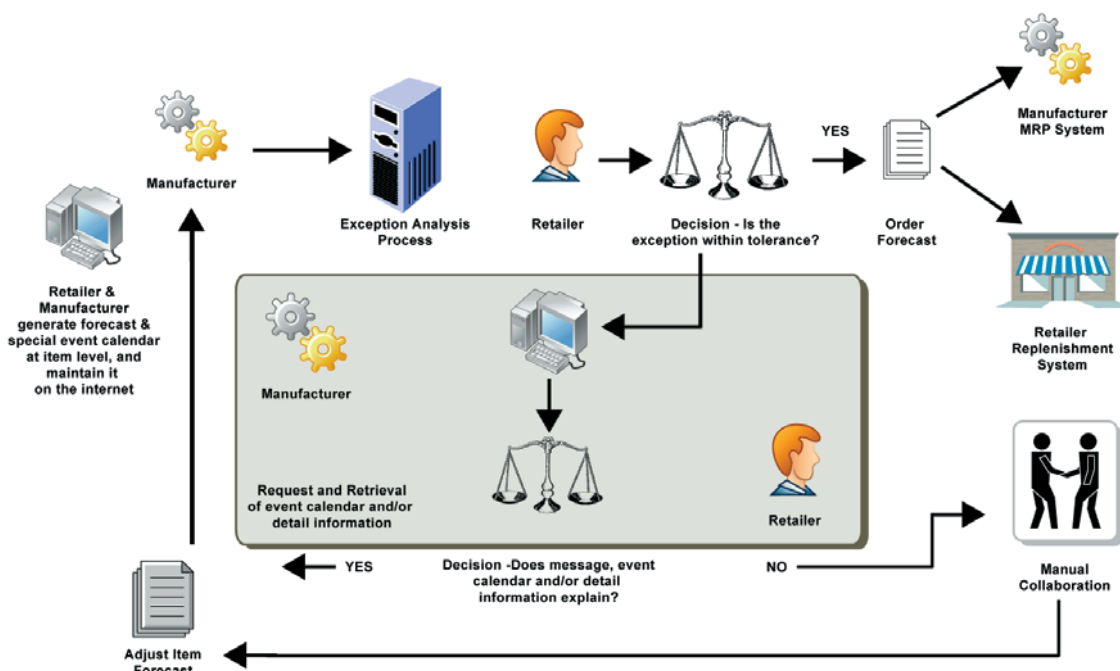 Manufacturer
Exception Analysis
Process
Retailer
Decision - Is the
exception within tolerance?
YES
Order
Forecast
Manufacturer
MRP System
Retailer
Replenishment
System
Retailer &
Manufacturer
generate forecast &
special event calendar
at item level, and
maintain it
on the internet
Manufacturer
Request and Retrieval
of event calendar and/or
detail information
Retailer
YES
Decision -Does message, event
calendar and/or detail
information explain?
NO
Manual
Collaboration
Adjust Item
Forecast